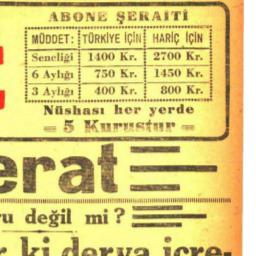 ABONE ŞERAİTİ
MÜDDET: TÜRKİYE İÇİN HARİÇ İÇİN
Seneliği 1400 Kr. 2700 Kr.
6 Aylığı 750 Kr. 1450 Kr.
3 Aylığı 400 Kr. 800 Kr.
Nüshası her yerde
5 Kuruştur
erat
ru değil mi?
r ki derya içre-